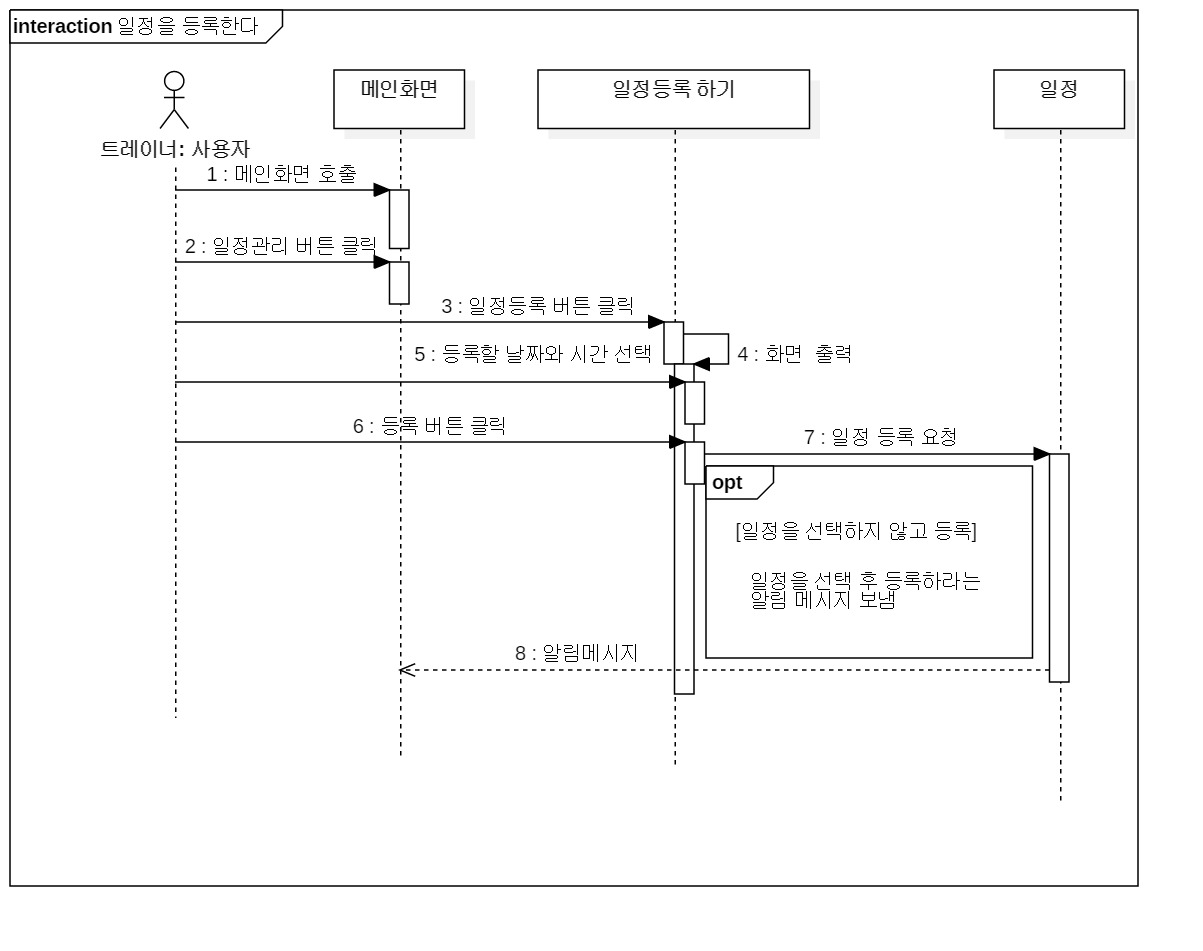 interaction 일정을 등록한다
메인화면
일정등록 하기
일정
트레이너: 사용자
1 : 메인화면 호출
2 : 일정관리 버튼 클릭
3 : 일정등록 버튼 클릭
4 : 화면 출력
5 : 등록할 날짜와 시간 선택
6 : 등록 버튼 클릭
7 : 일정 등록 요청
opt
[일정을 선택하지 않고 등록]
일정을 선택 후 등록하라는
알림 메시지 보냄
8 : 알림메시지